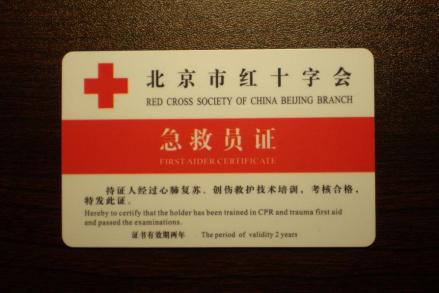 北京市红十字会
RED CROSS SOCIETY OF CHINA BEIJING BRANCH
急救员证
FIRST AIDER CERTIFICATE
持证人经过心肺复苏、创伤救护技术培训，考核合格，
特发此证。
Hereby to certify that the holder has been trained in CPR and trauma first aid
and passed the examinations.
证书有效期两年 The period of validity 2 years